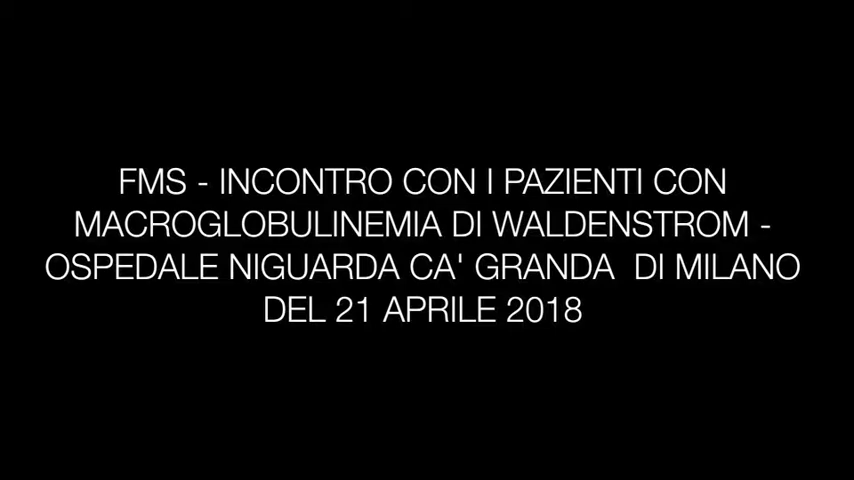 FMS - INCONTRO CON I PAZIENTI CON
MACROGLOBULINEMIA DI WALDENSTROM -
OSPEDALE NIGUARDA CA' GRANDA  DI MILANO
DEL 21 APRILE 2018